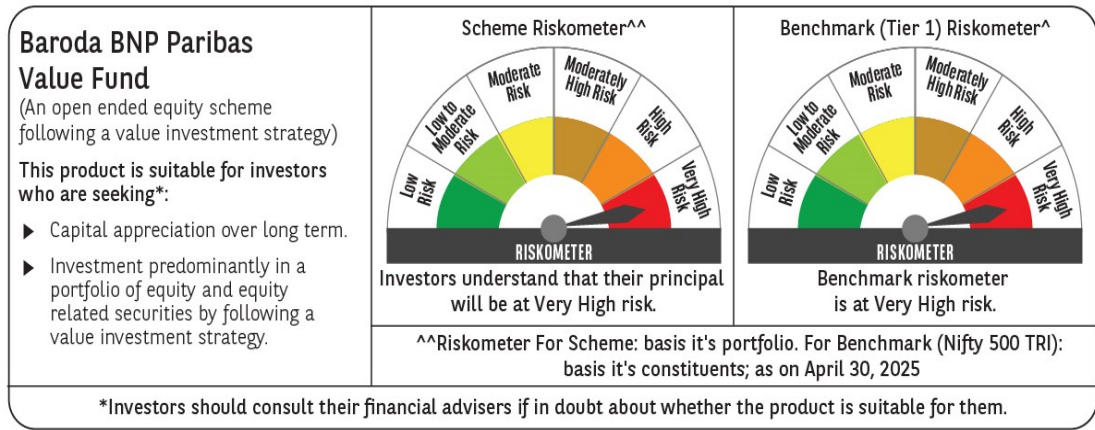 Baroda BNP Paribas
Value Fund
(An open ended equity scheme
following a value investment strategy)
This product is suitable for investors
who are seeking*:
▶ Capital appreciation over long term.
▶ Investment predominantly in a
portfolio of equity and equity
related securities by following a
value investment strategy.
Scheme Riskometer^^
Low
Risk
Low to
Moderate
Risk
Moderate
Risk
Moderately
High Risk
High
Risk
Very High
Risk
RISKOMETER
Investors understand that their principal
will be at Very High risk.
Benchmark (Tier 1) Riskometer^
Low
Risk
Low to
Moderate
Risk
Moderate
Risk
Moderately
High Risk
High
Risk
Very High
Risk
RISKOMETER
Benchmark riskometer
is at Very High risk.
^^Riskometer For Scheme: basis it's portfolio. For Benchmark (Nifty 500 TRI):
basis it's constituents; as on April 30, 2025
*Investors should consult their financial advisers if in doubt about whether the product is suitable for them.